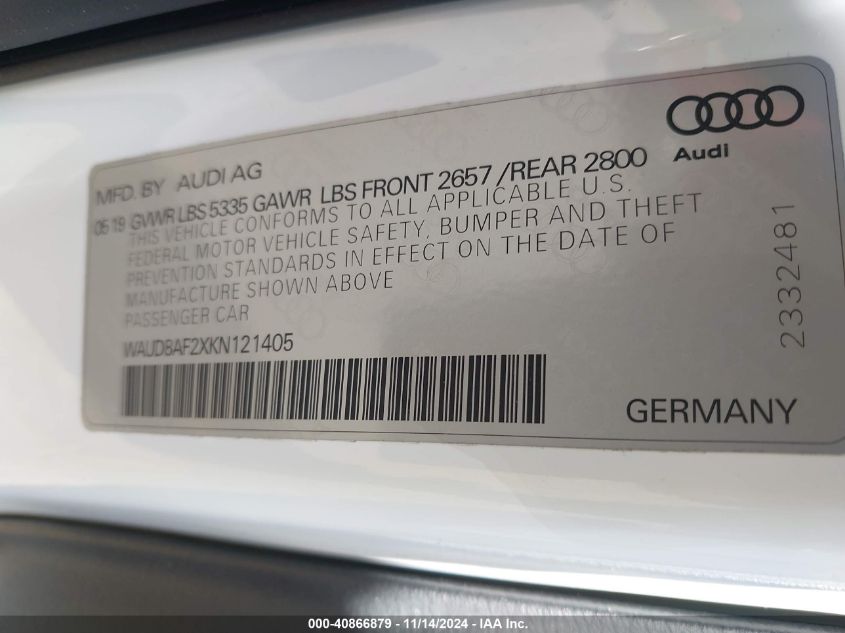 Audi
MFD. BY AUDI AG
05 19 GVWR LBS 5335 GAWR LBS FRONT 2657 /REAR 2800
THIS VEHICLE CONFORMS TO ALL APPLICABLE U.S.
FEDERAL MOTOR VEHICLE SAFETY, BUMPER AND THEFT
PREVENTION STANDARDS IN EFFECT ON THE DATE OF
MANUFACTURE SHOWN ABOVE
PASSENGER CAR
WAUD8AF2XKN121405
2332481
GERMANY
000-40866879 - 11/14/2024 - IAA Inc.